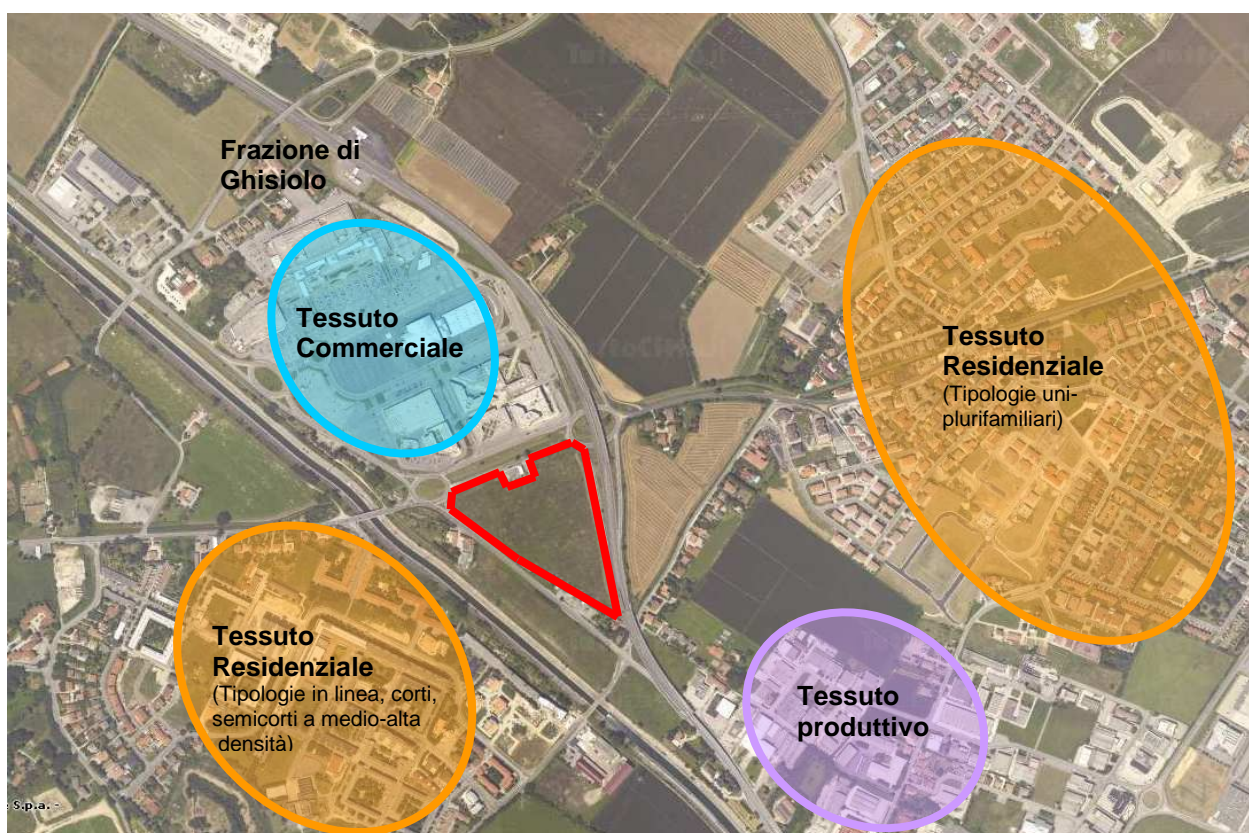 Frazione di
Ghisiolo
Tessuto
Commerciale
Tessuto
Residenziale
(Tipologie uni-
plurifamiliari)
Tessuto
Residenziale
(Tipologie in linea, corti,
semicorti a medio-alta
densità)
Tessuto
produttivo
S.p.a. -